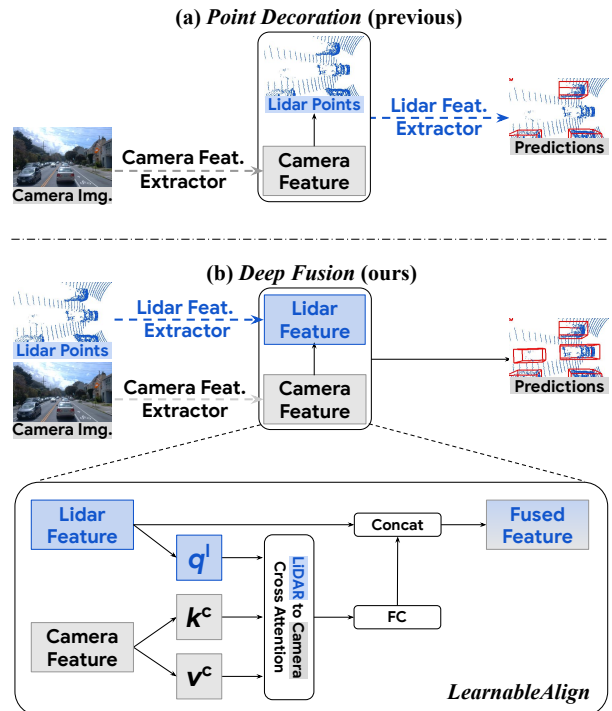 (a) Point Decoration (previous)
Lidar Points
Camera Feature
Camera Img.
Camera Feat.
Extractor
Lidar Feat.
Extractor
Predictions
(b) Deep Fusion (ours)
Lidar Points
Lidar Feat.
Extractor
Lidar
Feature
Camera Img.
Camera Feat.
Extractor
Camera
Feature
Predictions
Lidar
Feature
q^l
Camera
Feature
k^c
v^c
LiDAR to Camera
Cross Attention
FC
Concat
Fused
Feature
LearnableAlign